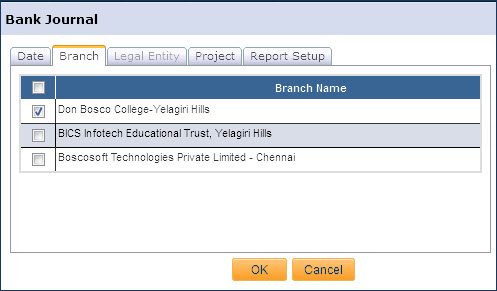 Bank Journal
Date Branch Legal Entity Project Report Setup
Branch Name
Don Bosco College-Yelagiri Hills
BICS Infotech Educational Trust, Yelagiri Hills
Boscosoft Technologies Private Limited - Chennai
OK Cancel